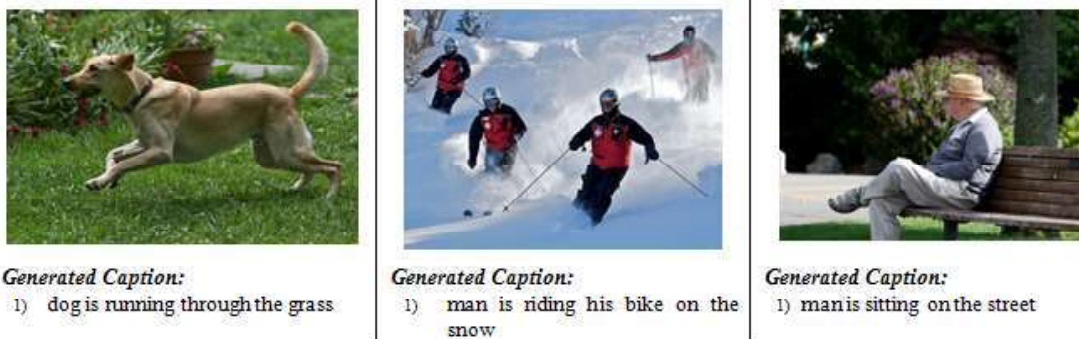 Generated Caption:
1) dog is running through the grass
Generated Caption:
1) man is riding his bike on the
snow
Generated Caption:
1) man is sitting on the street